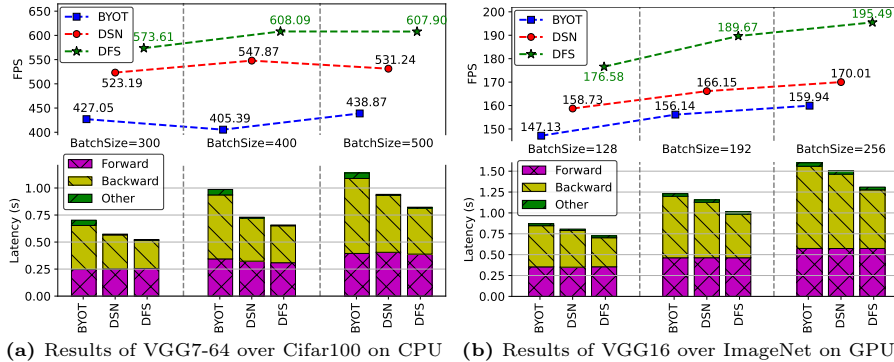 650
600
550
500
450
400
FPS
BYOT
DSN
DFS
573.61
608.09
607.90
523.19
547.87
531.24
427.05
405.39
438.87
BatchSize=300
BatchSize=400
BatchSize=500
1.00
0.75
0.50
0.25
0.00
Latency (s)
Forward
Backward
Other
BYOT
DSN
DFS
BYOT
DSN
DFS
BYOT
DSN
DFS
(a) Results of VGG7-64 over Cifar100 on CPU
200
190
180
170
160
150
FPS
BYOT
DSN
DFS
176.58
189.67
195.49
158.73
166.15
170.01
147.13
156.14
159.94
BatchSize=128
BatchSize=192
BatchSize=256
1.50
1.25
1.00
0.75
0.50
0.25
0.00
Latency (s)
Forward
Backward
Other
BYOT
DSN
DFS
BYOT
DSN
DFS
BYOT
DSN
DFS
(b) Results of VGG16 over ImageNet on GPU